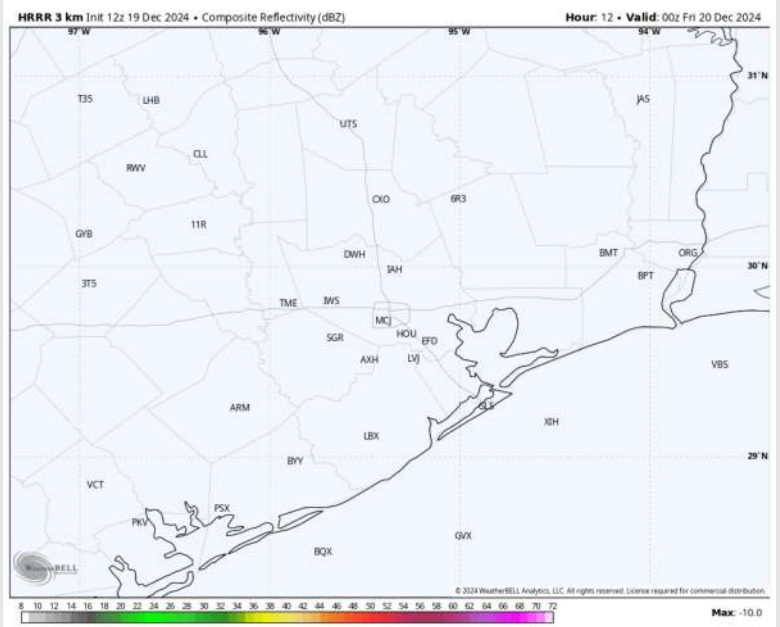 HRRR 3 km Init 12z 19 Dec 2024 • Composite Reflectivity (dBZ) Hour: 12 • Valid: 00z Fri 20 Dec 2024
97°W 96°W 95°W 94°W
31°N
T35 LHB JAS
UTS
CLL
RWV
CXO 6R3
11R
GYB
DWH BMT ORG
IAH 30°N
BPT
3T5
TME IWS
MCJ
HOU
SGR EFD
AXH LVJ
VBS
GLS
ARM
XIH
LBX
29°N
BYY
VCT
PSX
PKV
GVX
BQX
WeatherBELL
© 2024 WeatherBELL Analytics, LLC. All rights reserved. License required for commercial distribution.
8 10 12 14 16 18 20 22 24 26 28 30 32 34 36 38 40 42 44 46 48 50 52 54 56 58 60 62 64 66 68 70 72 Max: -10.0